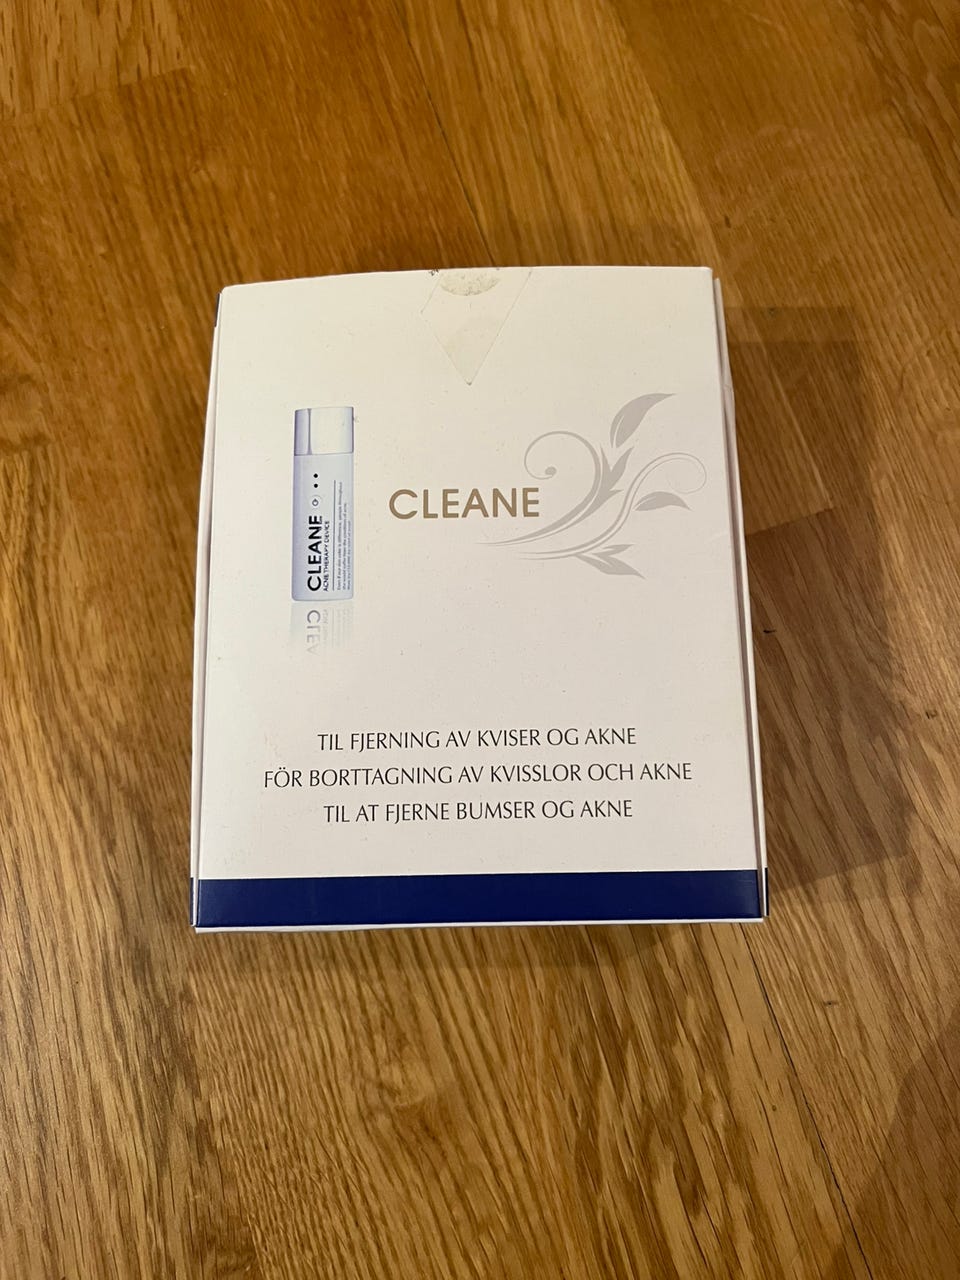 CLEANE
ACNE THERAPY DEVICE
CLEANE
TIL FJERNING AV KVISER OG AKNE
FÖR BORTTAGNING AV KVISSLOR OCH AKNE
TIL AT FJERNE BUMSER OG AKNE